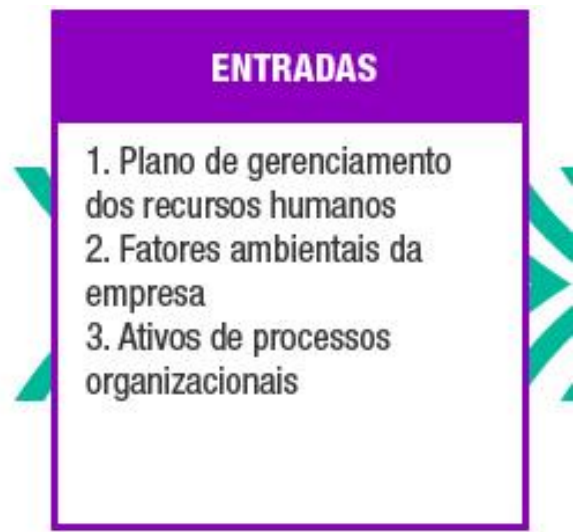 ENTRADAS
1. Plano de gerenciamento
dos recursos humanos
2. Fatores ambientais da
empresa
3. Ativos de processos
organizacionais